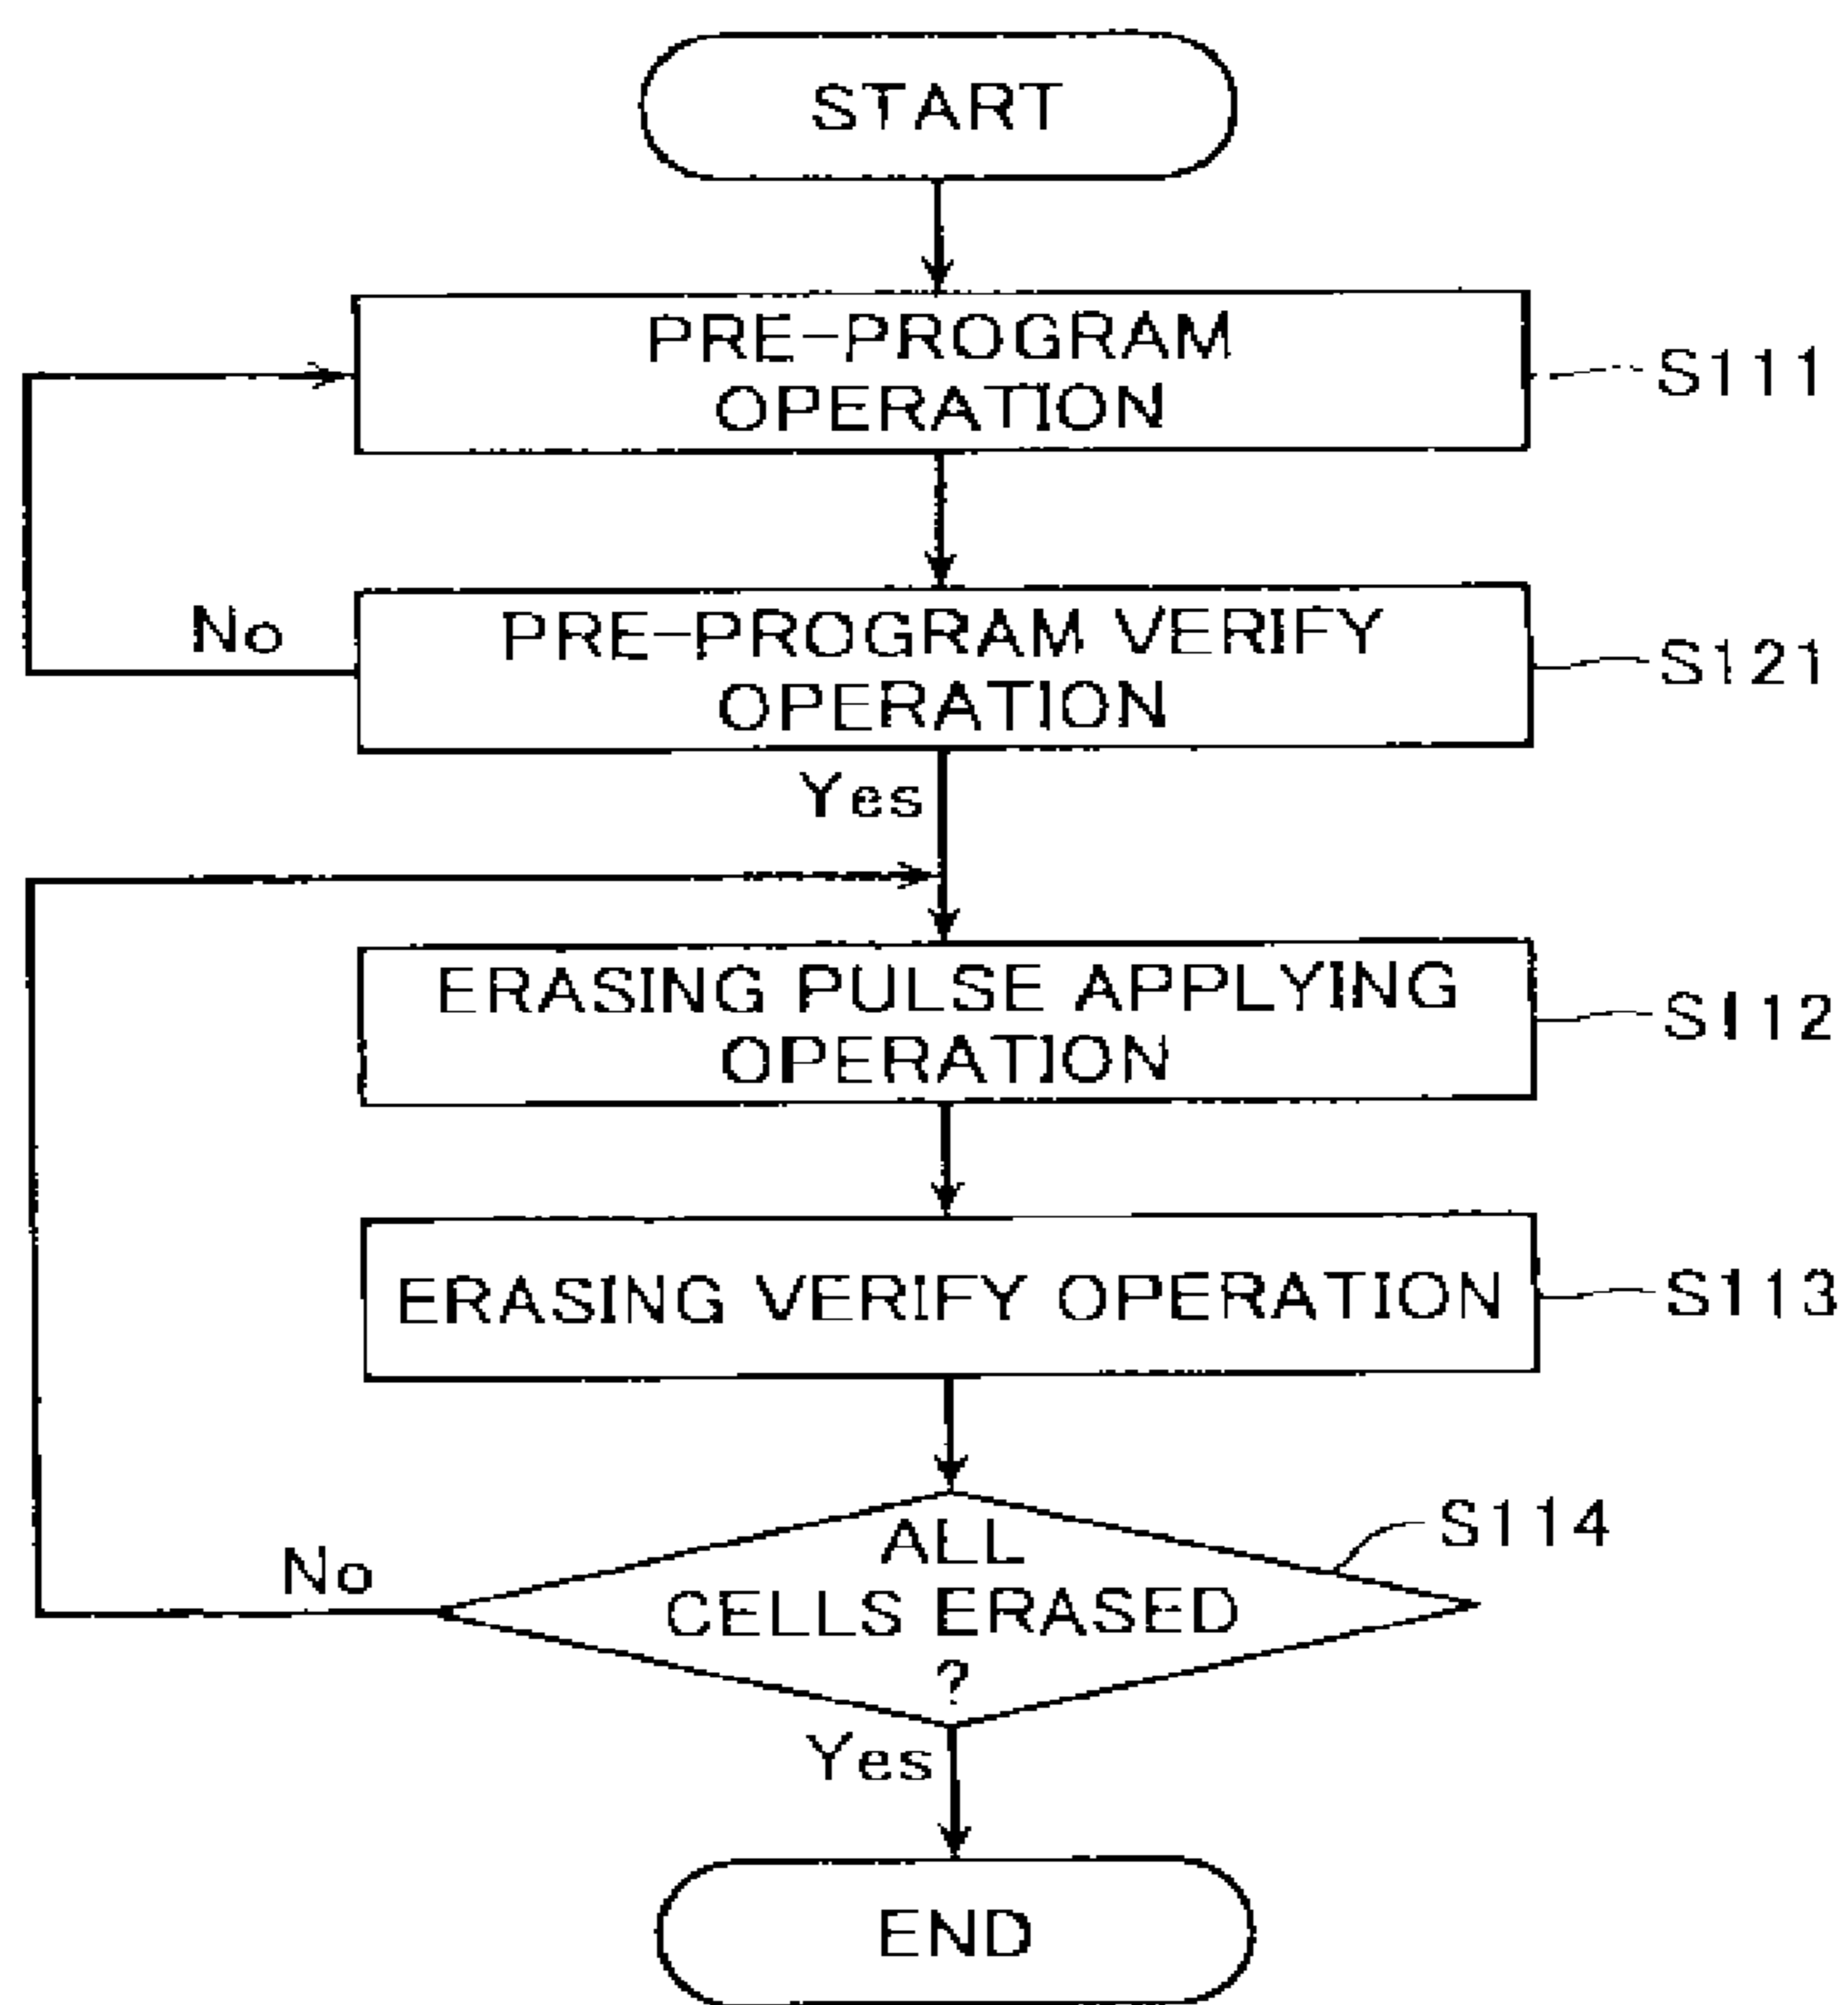 START
PRE-PROGRAM
OPERATION
S111
No
PRE-PROGRAM VERIFY
OPERATION
S121
Yes
ERASING PULSE APPLYING
OPERATION
S112
ERASING VERIFY OPERATION
S113
ALL
CELLS ERASED
?
S114
No
Yes
END